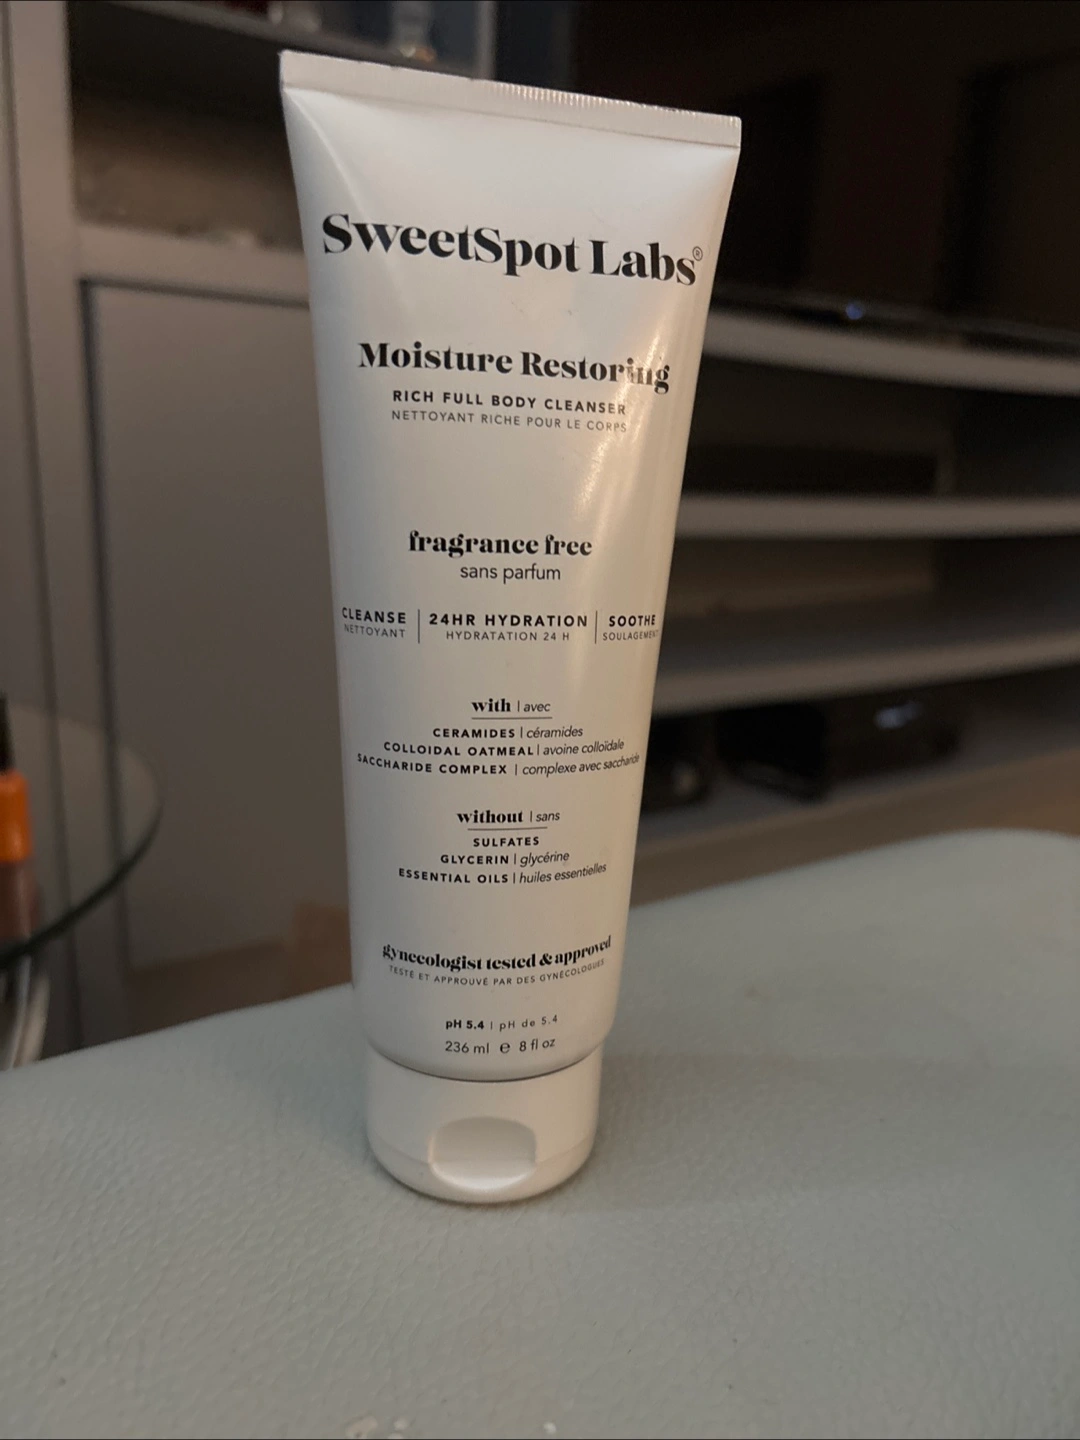 SweetSpot Labs®
Moisture Restoring
RICH FULL BODY CLEANSER
NETTOYANT RICHE POUR LE CORPS
fragrance free
sans parfum
CLEANSE | 24HR HYDRATION | SOOTHE
NETTOYANT | HYDRATATION 24 H | SOULAGEMENT
with | avec
CERAMIDES | céramides
COLLOIDAL OATMEAL | avoine colloïdale
SACCHARIDE COMPLEX | complexe avec saccharide
without | sans
SULFATES
GLYCERIN | glycérine
ESSENTIAL OILS | huiles essentielles
gynecologist tested & approved
TESTÉ ET APPROUVÉ PAR DES GYNÉCOLOGUES
pH 5.4 | pH de 5.4
236 ml e 8 fl oz